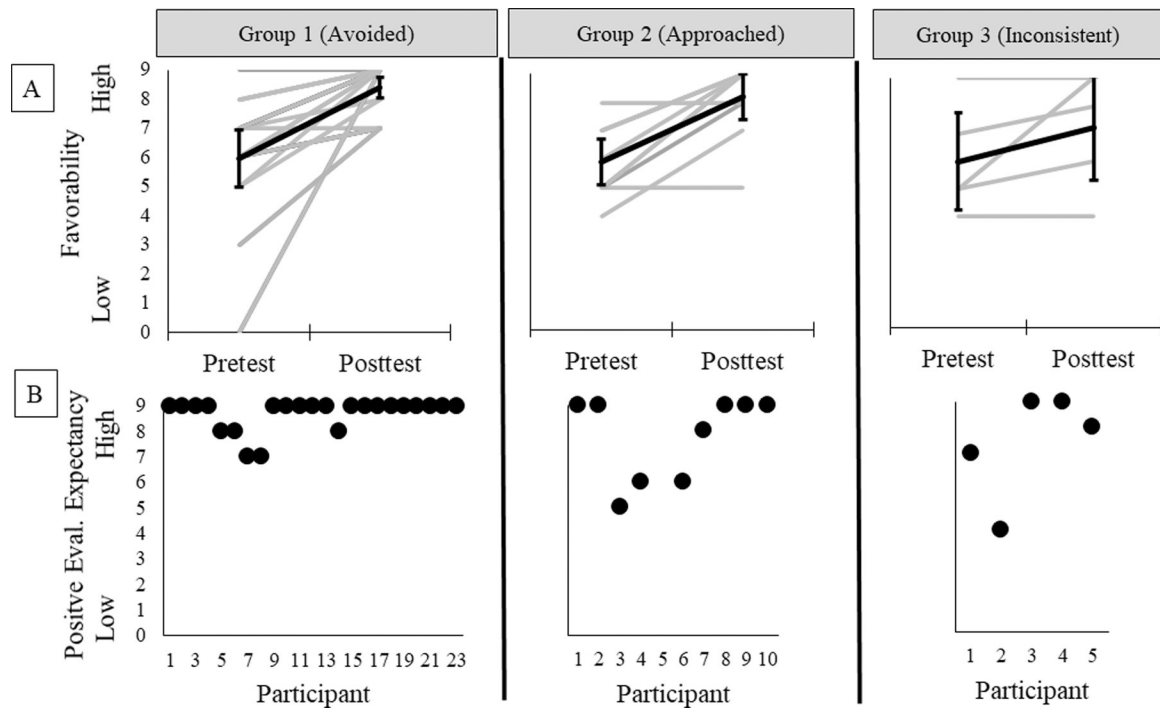 Group 1 (Avoided)
Group 2 (Approached)
Group 3 (Inconsistent)
A
Favorability
Low
High
9
8
7
6
5
4
3
2
1
0
Pretest Posttest
Pretest Posttest
Pretest Posttest
B
Positve Eval. Expectancy
Low
High
9
8
7
6
5
4
3
2
1
0
1 3 5 7 9 11 13 15 17 19 21 23
Participant
1 2 3 4 5 6 7 8 9 10
Participant
1 2 3 4 5
Participant